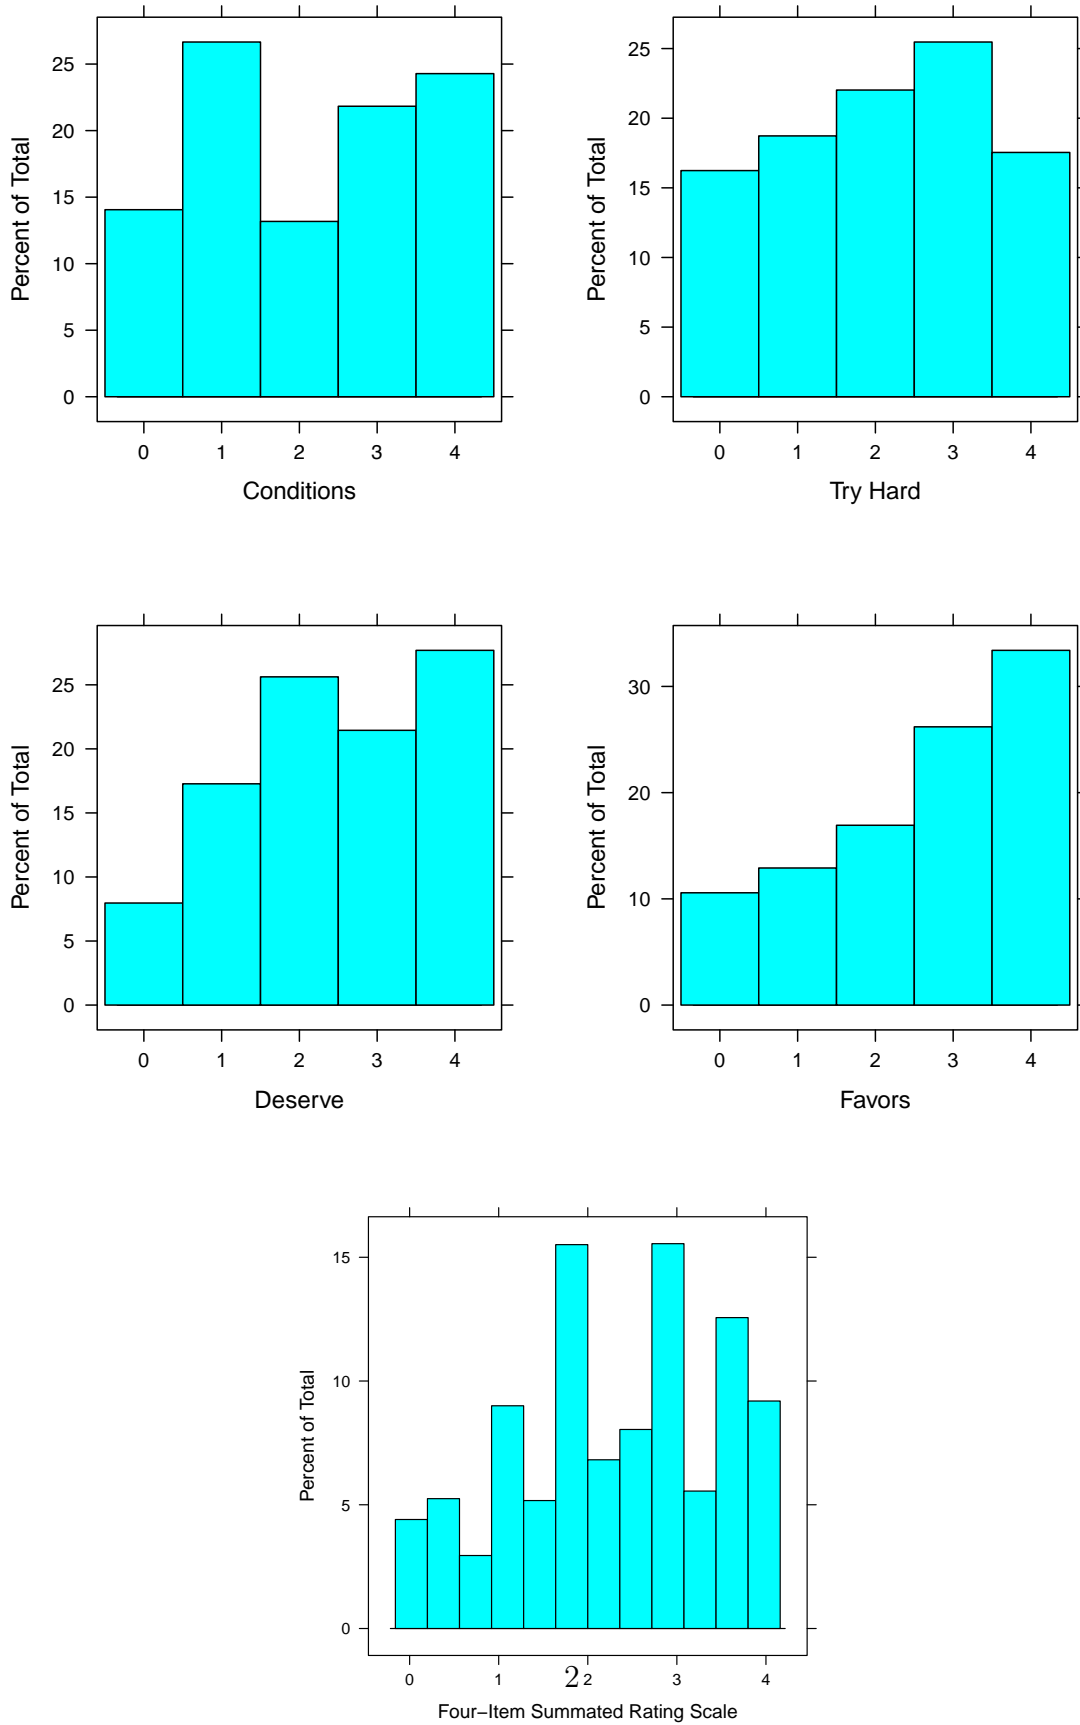 Percent of Total
25
20
15
10
5
0
0 1 2 3 4
Conditions
Percent of Total
25
20
15
10
5
0
0 1 2 3 4
Try Hard
Percent of Total
25
20
15
10
5
0
0 1 2 3 4
Deserve
Percent of Total
30
20
10
0
0 1 2 3 4
Favors
Percent of Total
15
10
5
0
0 1 2 3 4
Four−Item Summated Rating Scale
2